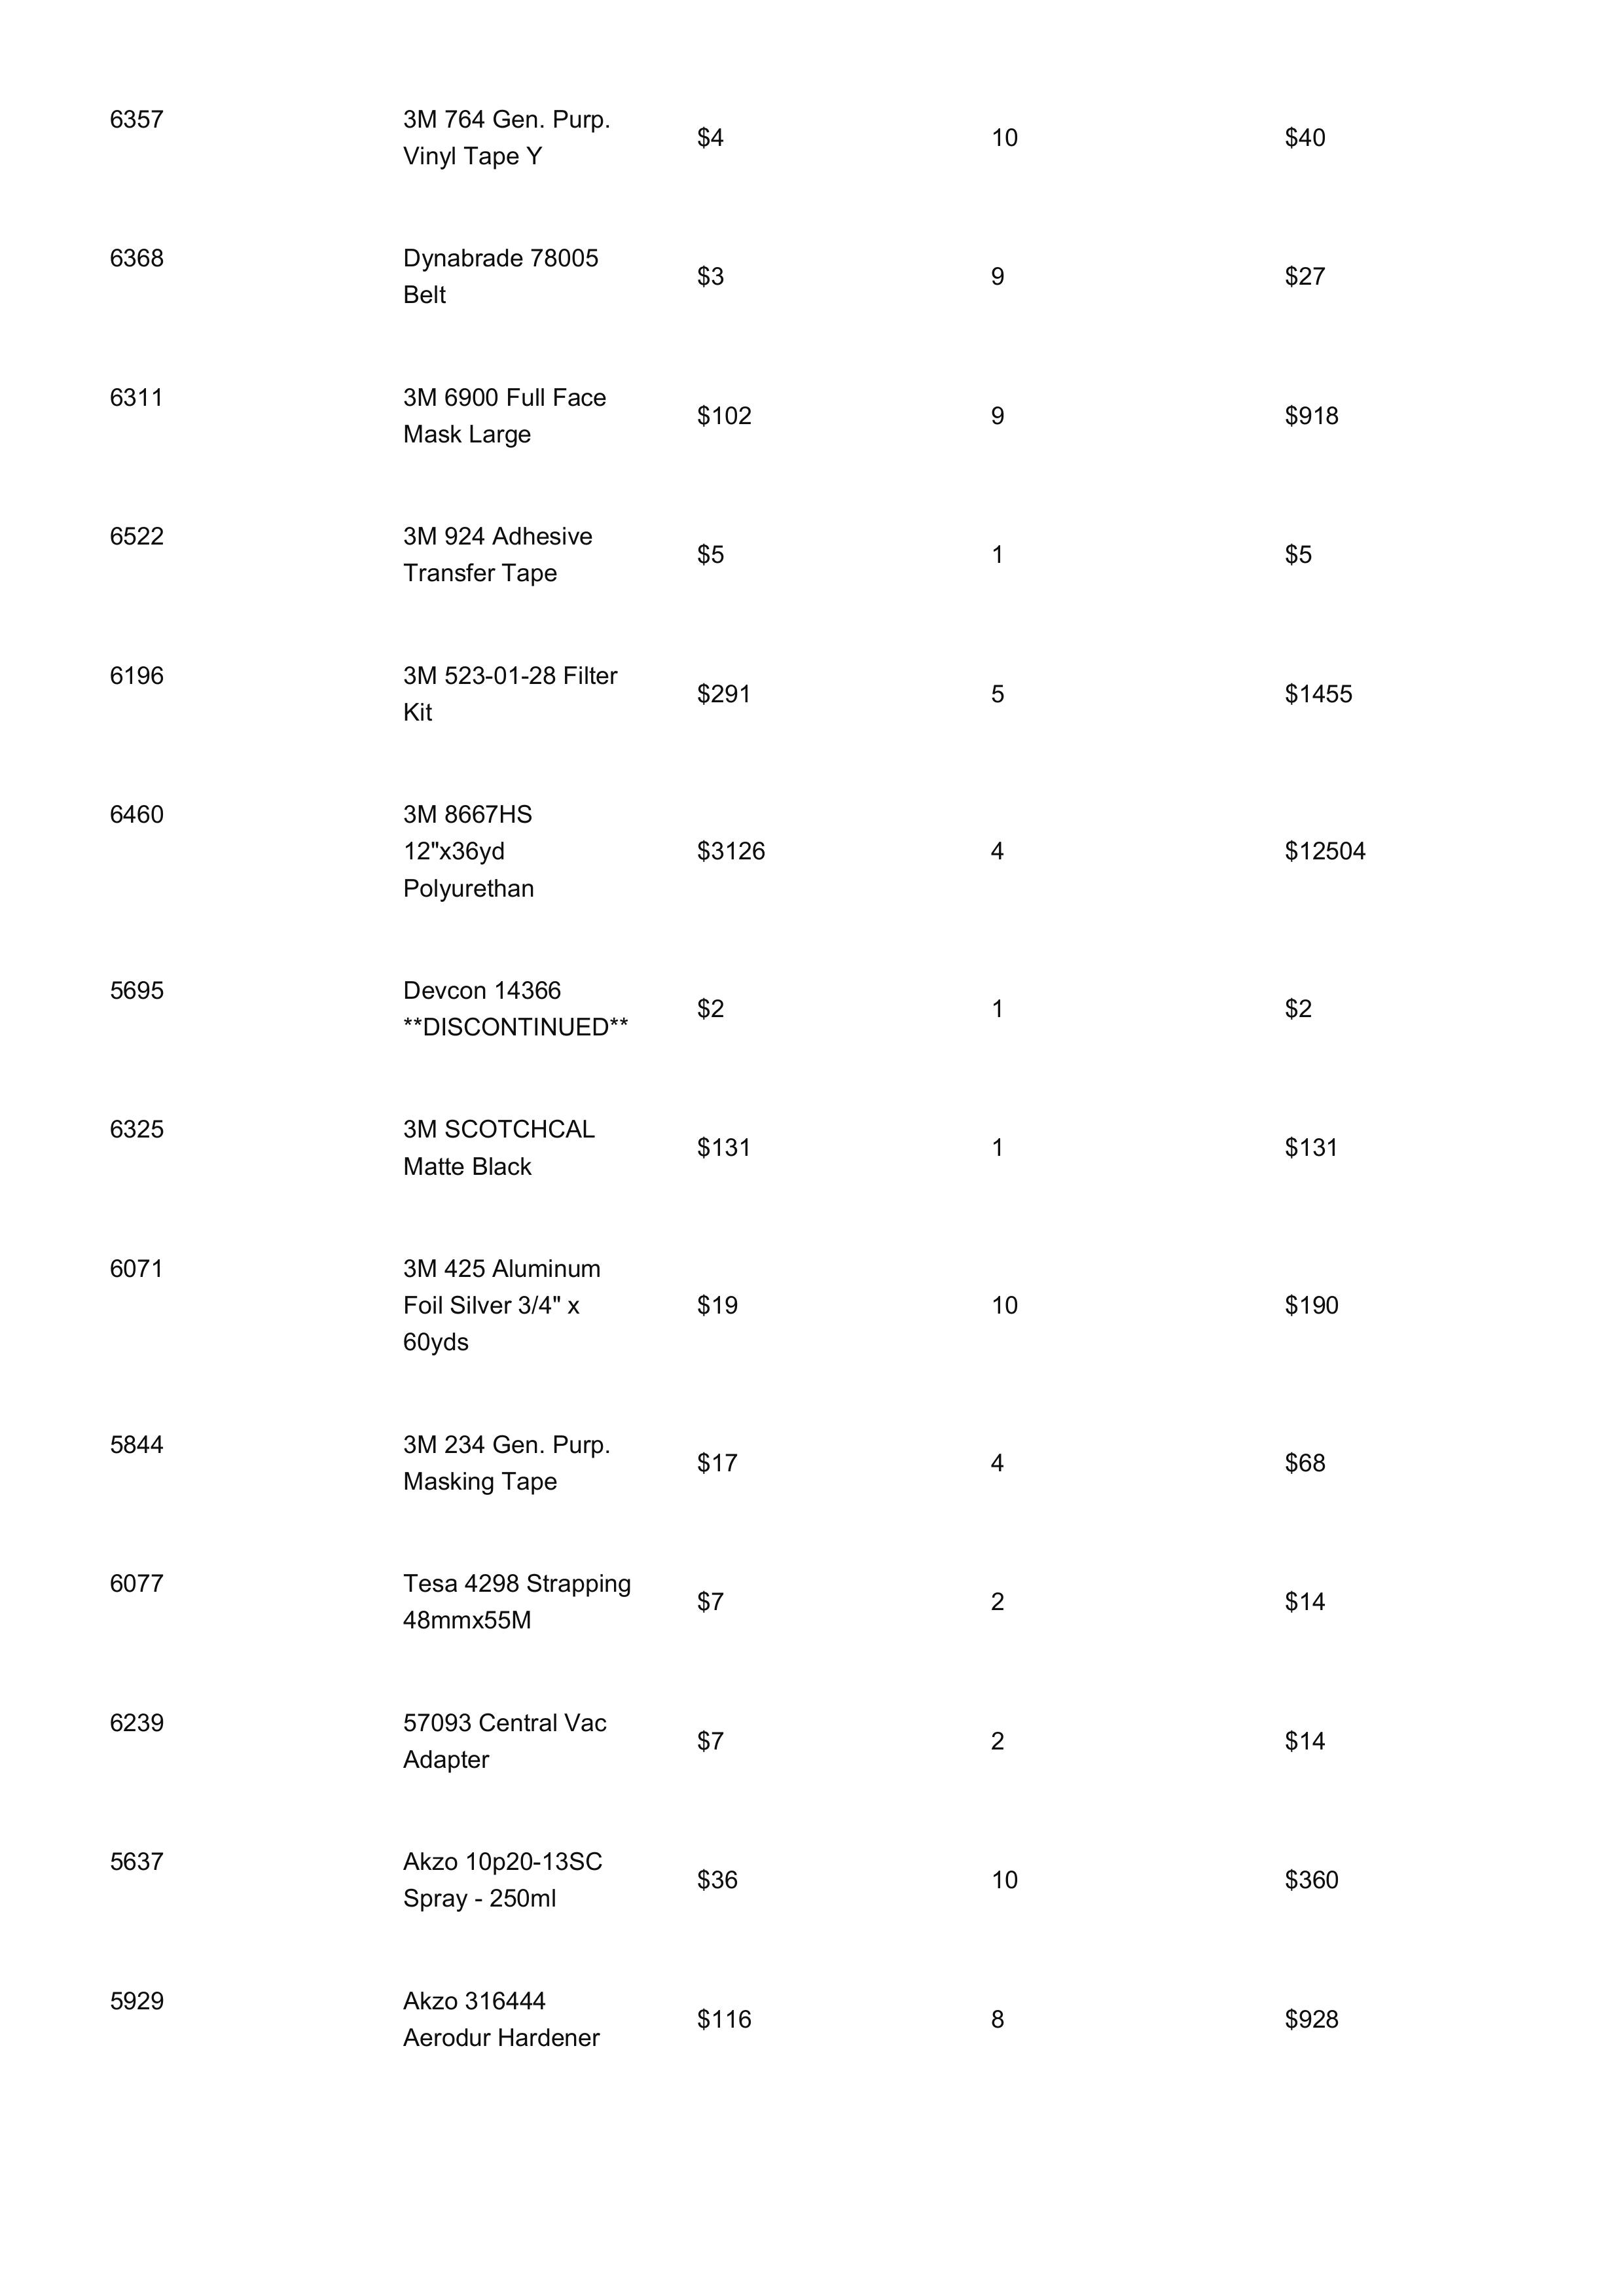 6357 3M 764 Gen. Purp. $4 10 $40
Vinyl Tape Y
6368 Dynabrade 78005 $3 9 $27
Belt
6311 3M 6900 Full Face $102 9 $918
Mask Large
6522 3M 924 Adhesive $5 1 $5
Transfer Tape
6196 3M 523-01-28 Filter $291 5 $1455
Kit
6460 3M 8667HS
12"x36yd $3126 4 $12504
Polyurethan
5695 Devcon 14366 $2 1 $2
**DISCONTINUED**
6325 3M SCOTCHCAL $131 1 $131
Matte Black
6071 3M 425 Aluminum
Foil Silver 3/4" x $19 10 $190
60yds
5844 3M 234 Gen. Purp. $17 4 $68
Masking Tape
6077 Tesa 4298 Strapping $7 2 $14
48mmx55M
6239 57093 Central Vac $7 2 $14
Adapter
5637 Akzo 10p20-13SC $36 10 $360
Spray - 250ml
5929 Akzo 316444 $116 8 $928
Aerodur Hardener